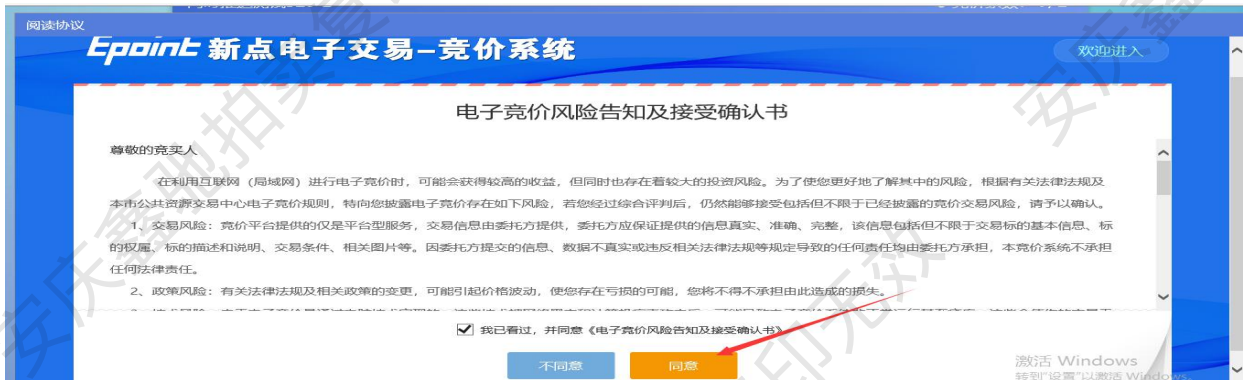 阅读协议
Epoint 新点电子交易-竞价系统
欢迎进入
电子竞价风险告知及接受确认书
尊敬的竞买人
在利用互联网（局域网）进行电子竞价时，可能会获得较高的收益，但同时也存在着较大的投资风险。为了使您更好地了解其中的风险，根据有关法律法规及
本市公共资源交易中心电子竞价规则，特向您披露电子竞价存在如下风险，若您经过综合评判后，仍然能够接受包括但不限于已经披露的竞价交易风险，请予以确认。
1、交易风险：竞价平台提供的仅是平台型服务，交易信息由委托方提供，委托方应保证提供的信息真实、准确、完整，该信息包括但不限于交易标的基本信息、标
的权属、标的描述和说明、交易条件、相关图片等。因委托方提交的信息、数据不真实或违反相关法律法规等规定导致的任何责任均由委托方承担，本竞价系统不承担
任何法律责任。
2、政策风险：有关法律法规及相关政策的变更，可能引起价格波动，使您存在亏损的可能，您将不得不承担由此造成的损失。
我已看过，并同意《电子竞价风险告知及接受确认书》
不同意
同意
激活 Windows
转到"设置"以激活 Windows。
安庆鑫驰拍卖